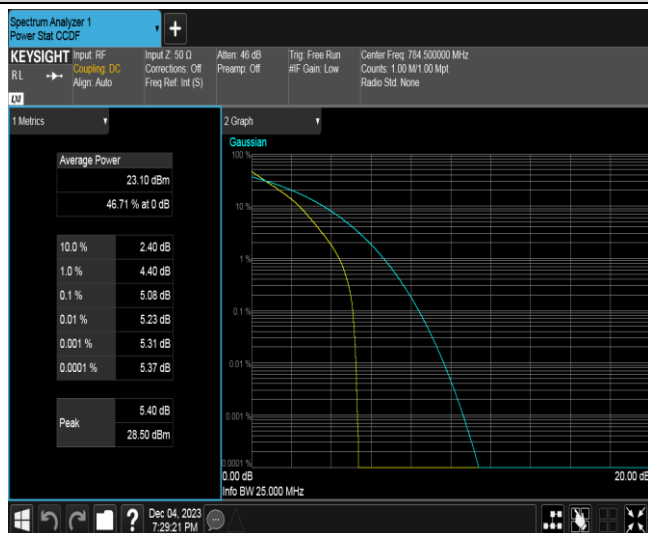 Spectrum Analyzer 1
Power Stat CCDF
+
KEYSIGHT
RL
LXI
Input: RF
Coupling: DC
Align: Auto
Input Z: 50 Ω
Corrections: Off
Freq Ref: Int (S)
Atten: 46 dB
Preamp: Off
Trig: Free Run
#IF Gain: Low
Center Freq: 784.500000 MHz
Counts: 1.00 M/1.00 Mpt
Radio Std: None
1 Metrics
Average Power
23.10 dBm
46.71 % at 0 dB
10.0 % 2.40 dB
1.0 % 4.40 dB
0.1 % 5.08 dB
0.01 % 5.23 dB
0.001 % 5.31 dB
0.0001 % 5.37 dB
Peak 5.40 dB
28.50 dBm
2 Graph
Gaussian
100 %
10 %
1 %
0.1 %
0.01 %
0.001 %
0.0001 %
0.00 dB 20.00 dB
Info BW 25.000 MHz
?
Dec 04, 2023
7:29:21 PM